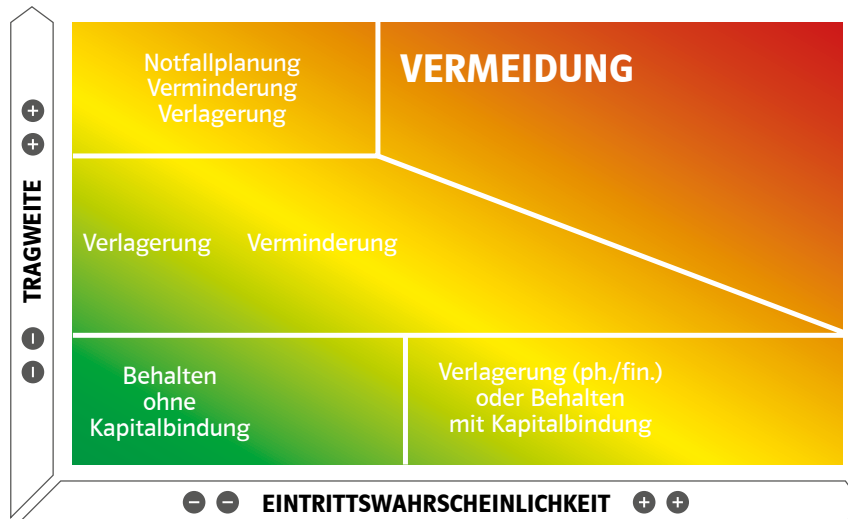 Notfallplanung
Verminderung
Verlagerung
VERMEIDUNG
TRAGWEITE
Verlagerung Verminderung
Behalten
ohne
Kapitalbindung
Verlagerung (ph./fin.)
oder Behalten
mit Kapitalbindung
EINTRITTSWAHRSCHEINLICHKEIT